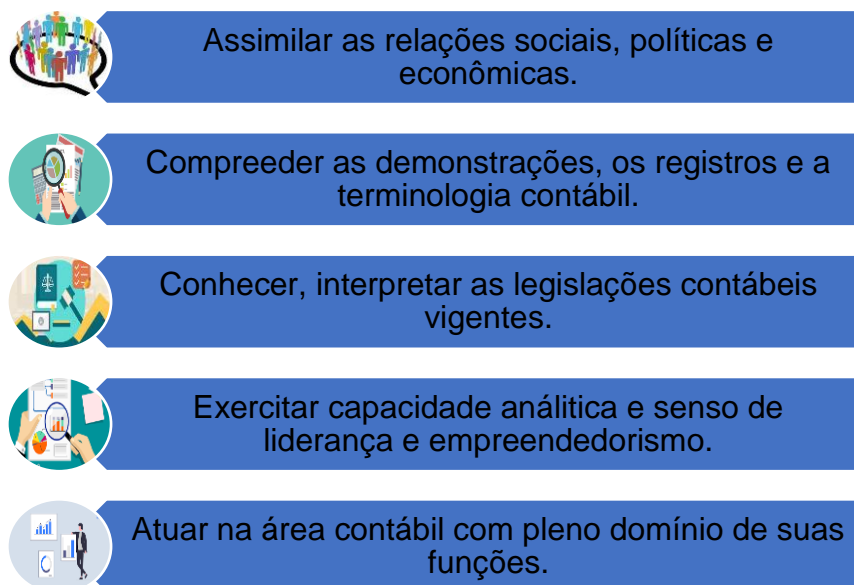 Assimilar as relações sociais, políticas e
econômicas.
Compreeder as demonstrações, os registros e a
terminologia contábil.
Conhecer, interpretar as legislações contábeis
vigentes.
Exercitar capacidade análitica e senso de
liderança e empreendedorismo.
Atuar na área contábil com pleno domínio de suas
funções.